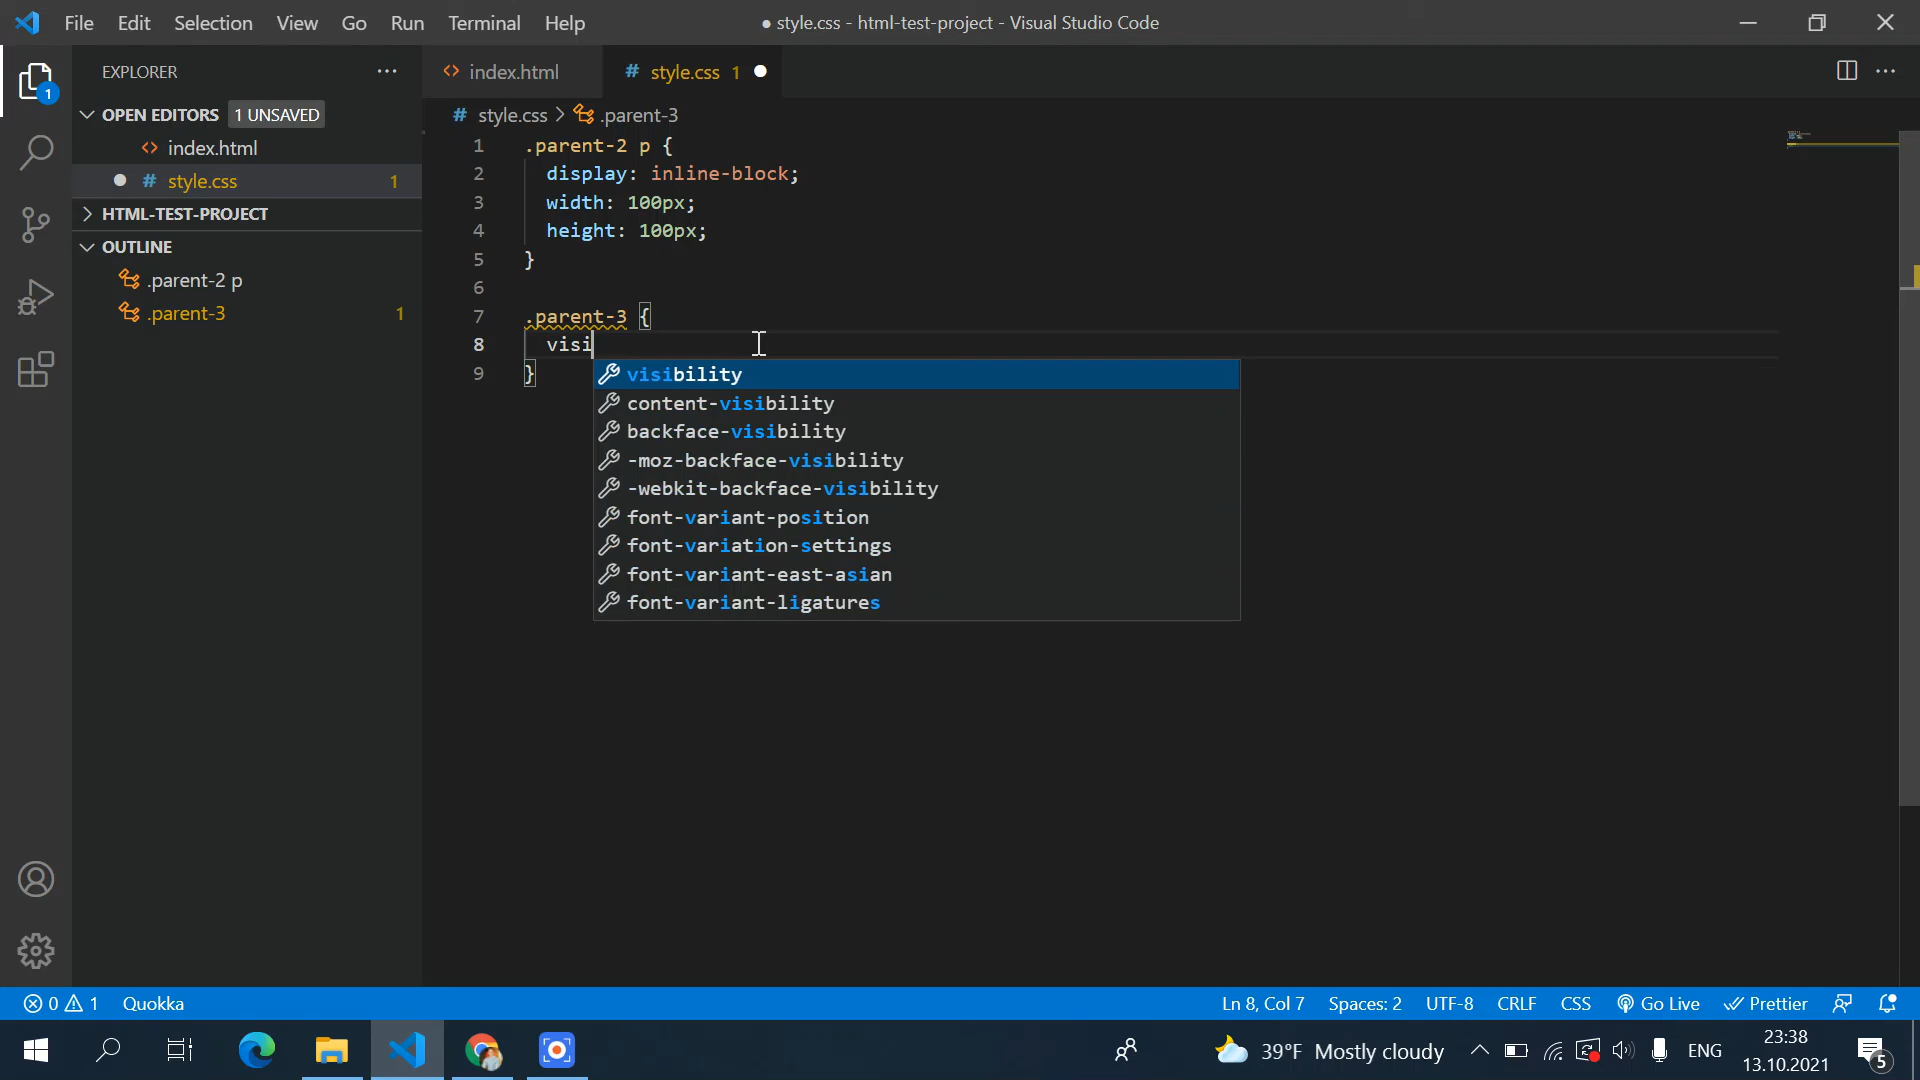 File Edit Selection View Go Run Terminal Help
● style.css - html-test-project - Visual Studio Code
EXPLORER
OPEN EDITORS 1 UNSAVED
<> index.html
● # style.css 1
HTML-TEST-PROJECT
OUTLINE
.parent-2 p
.parent-3 1
1
<> index.html # style.css 1 ●
# style.css > .parent-3
1 .parent-2 p {
2 display: inline-block;
3 width: 100px;
4 height: 100px;
5 }
6
7 .parent-3 {
8 visi
9 }
visibility
content-visibility
backface-visibility
-moz-backface-visibility
-webkit-backface-visibility
font-variant-position
font-variation-settings
font-variant-east-asian
font-variant-ligatures
0 1 Quokka Ln 8, Col 7 Spaces: 2 UTF-8 CRLF CSS Go Live Prettier
39°F Mostly cloudy ENG 23:38
13.10.2021
5